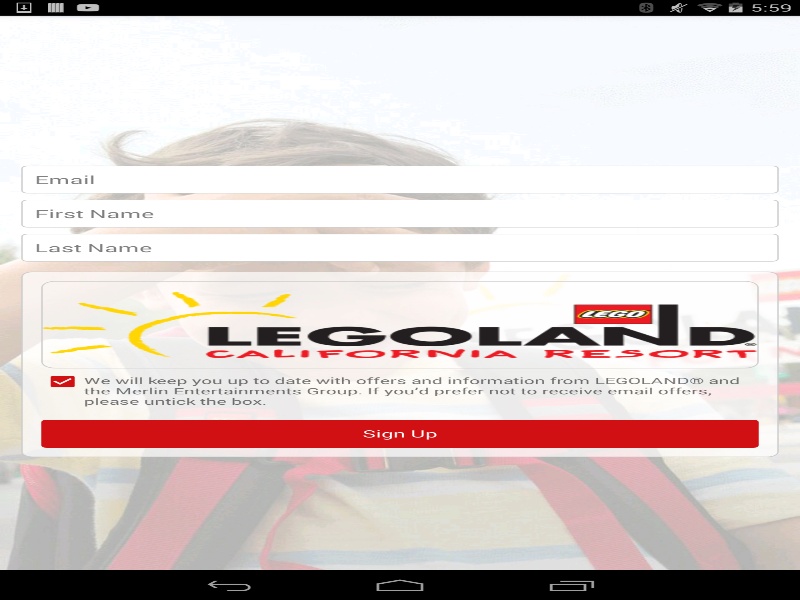 5:59
Email
First Name
Last Name
LEGO
LEGOLAND®
CALIFORNIA RESORT
We will keep you up to date with offers and information from LEGOLAND® and
the Merlin Entertainments Group. If you'd prefer not to receive email offers,
please untick the box.
Sign Up